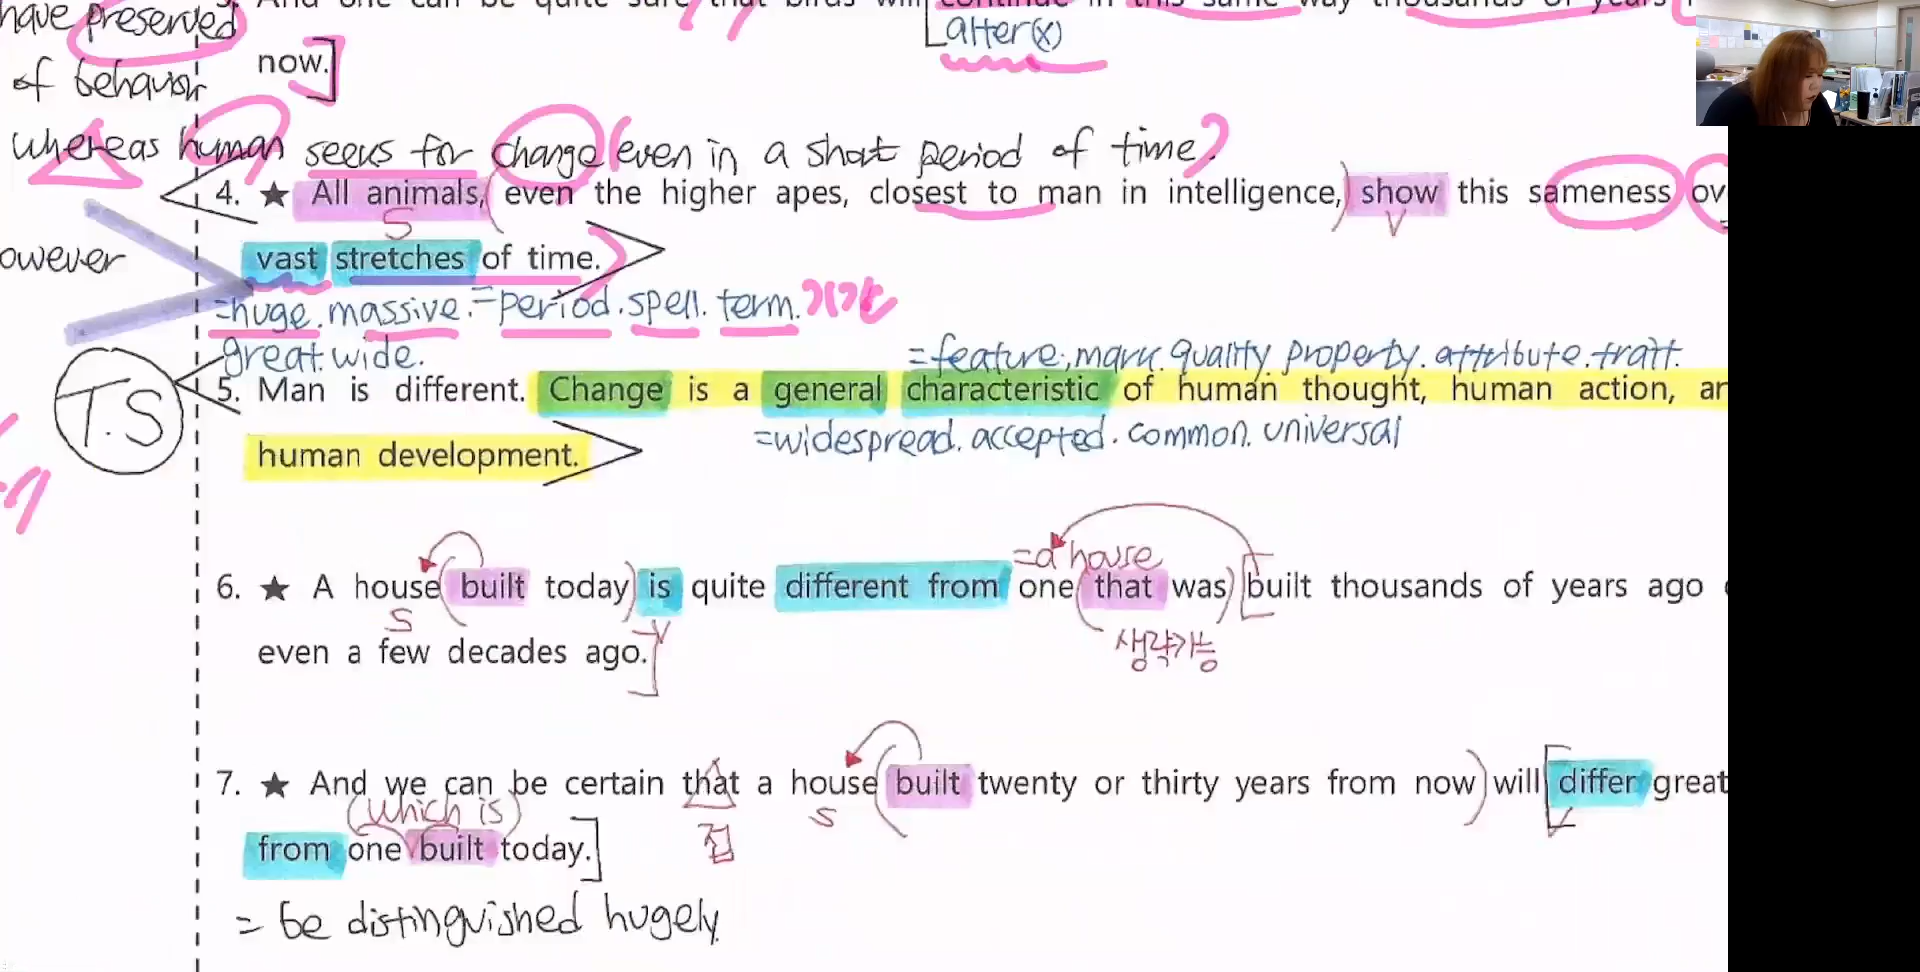 have preserved
now.]
alter(x)
of behavior
whereas human seeks for change (even in a short period of time)
4. ★ All animals, (even the higher apes, closest to man in intelligence,) show this sameness ov
S V
owever
vast stretches of time.
=huge.massive. =period.spell.term.기간
great.wide.
=feature.mark.quality.property.attribute.trait.
T.S
5. Man is different. Change is a general characteristic of human thought, human action, an
=widespread.accepted.common.universal
human development.
=a house
6. ★ A house (built today) is quite different from one (that was) [built thousands of years ago
S V 생략가능
even a few decades ago.]
7. ★ And we can be certain that a house (built twenty or thirty years from now) will [differ great
(which is) 접 S V
from one built today.]
= be distinguished hugely.